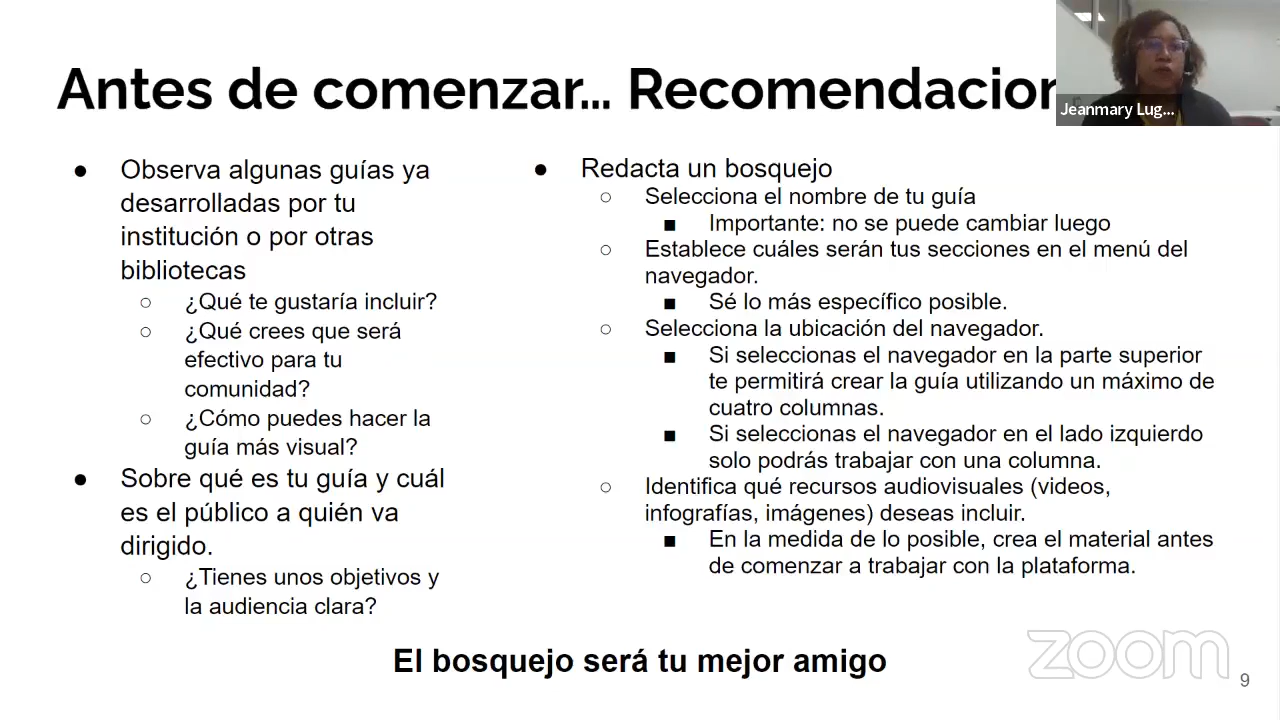 Antes de comenzar... Recomendacion
Jeanmary Lug...
● Observa algunas guías ya
desarrolladas por tu
institución o por otras
bibliotecas
○ ¿Qué te gustaría incluir?
○ ¿Qué crees que será
efectivo para tu
comunidad?
○ ¿Cómo puedes hacer la
guía más visual?
● Sobre qué es tu guía y cuál
es el público a quién va
dirigido.
○ ¿Tienes unos objetivos y
la audiencia clara?
● Redacta un bosquejo
○ Selecciona el nombre de tu guía
■ Importante: no se puede cambiar luego
○ Establece cuáles serán tus secciones en el menú del
navegador.
■ Sé lo más específico posible.
○ Selecciona la ubicación del navegador.
■ Si seleccionas el navegador en la parte superior
te permitirá crear la guía utilizando un máximo de
cuatro columnas.
■ Si seleccionas el navegador en el lado izquierdo
solo podrás trabajar con una columna.
○ Identifica qué recursos audiovisuales (videos,
infografías, imágenes) deseas incluir.
■ En la medida de lo posible, crea el material antes
de comenzar a trabajar con la plataforma.
El bosquejo será tu mejor amigo
zoom
9